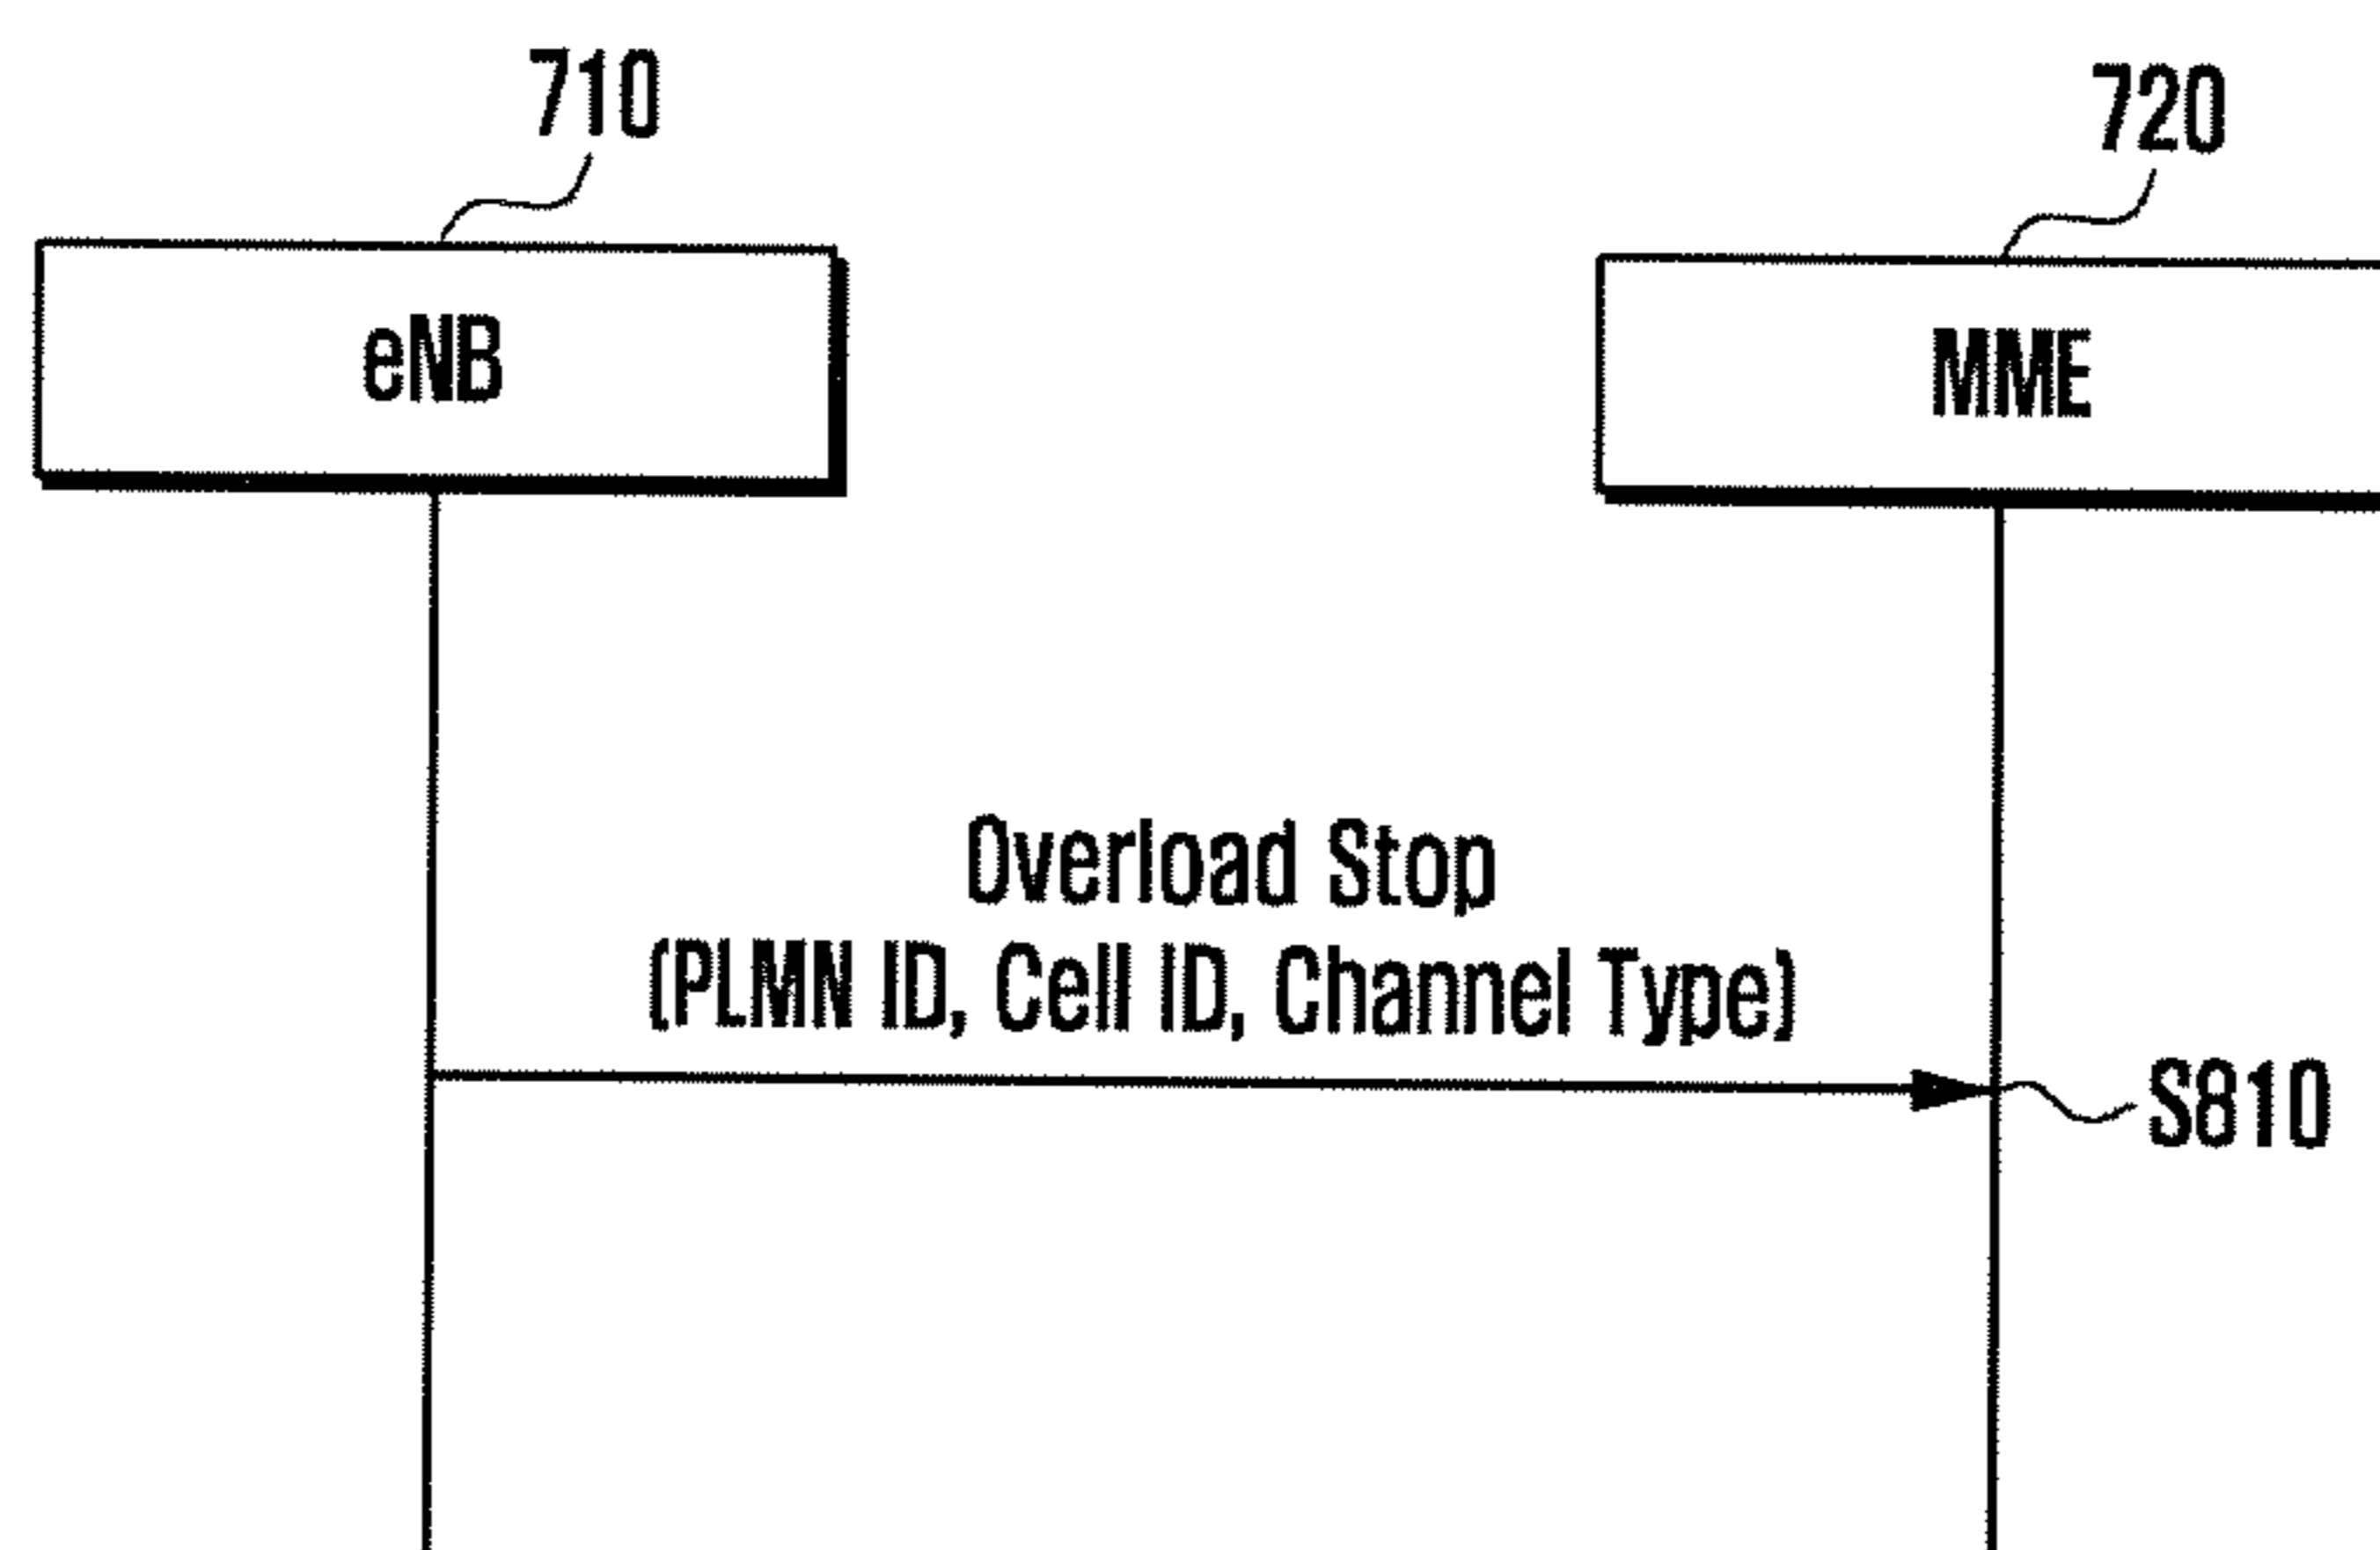 710
720
eNB
MME
Overload Stop
(PLMN ID, Cell ID, Channel Type)
S810